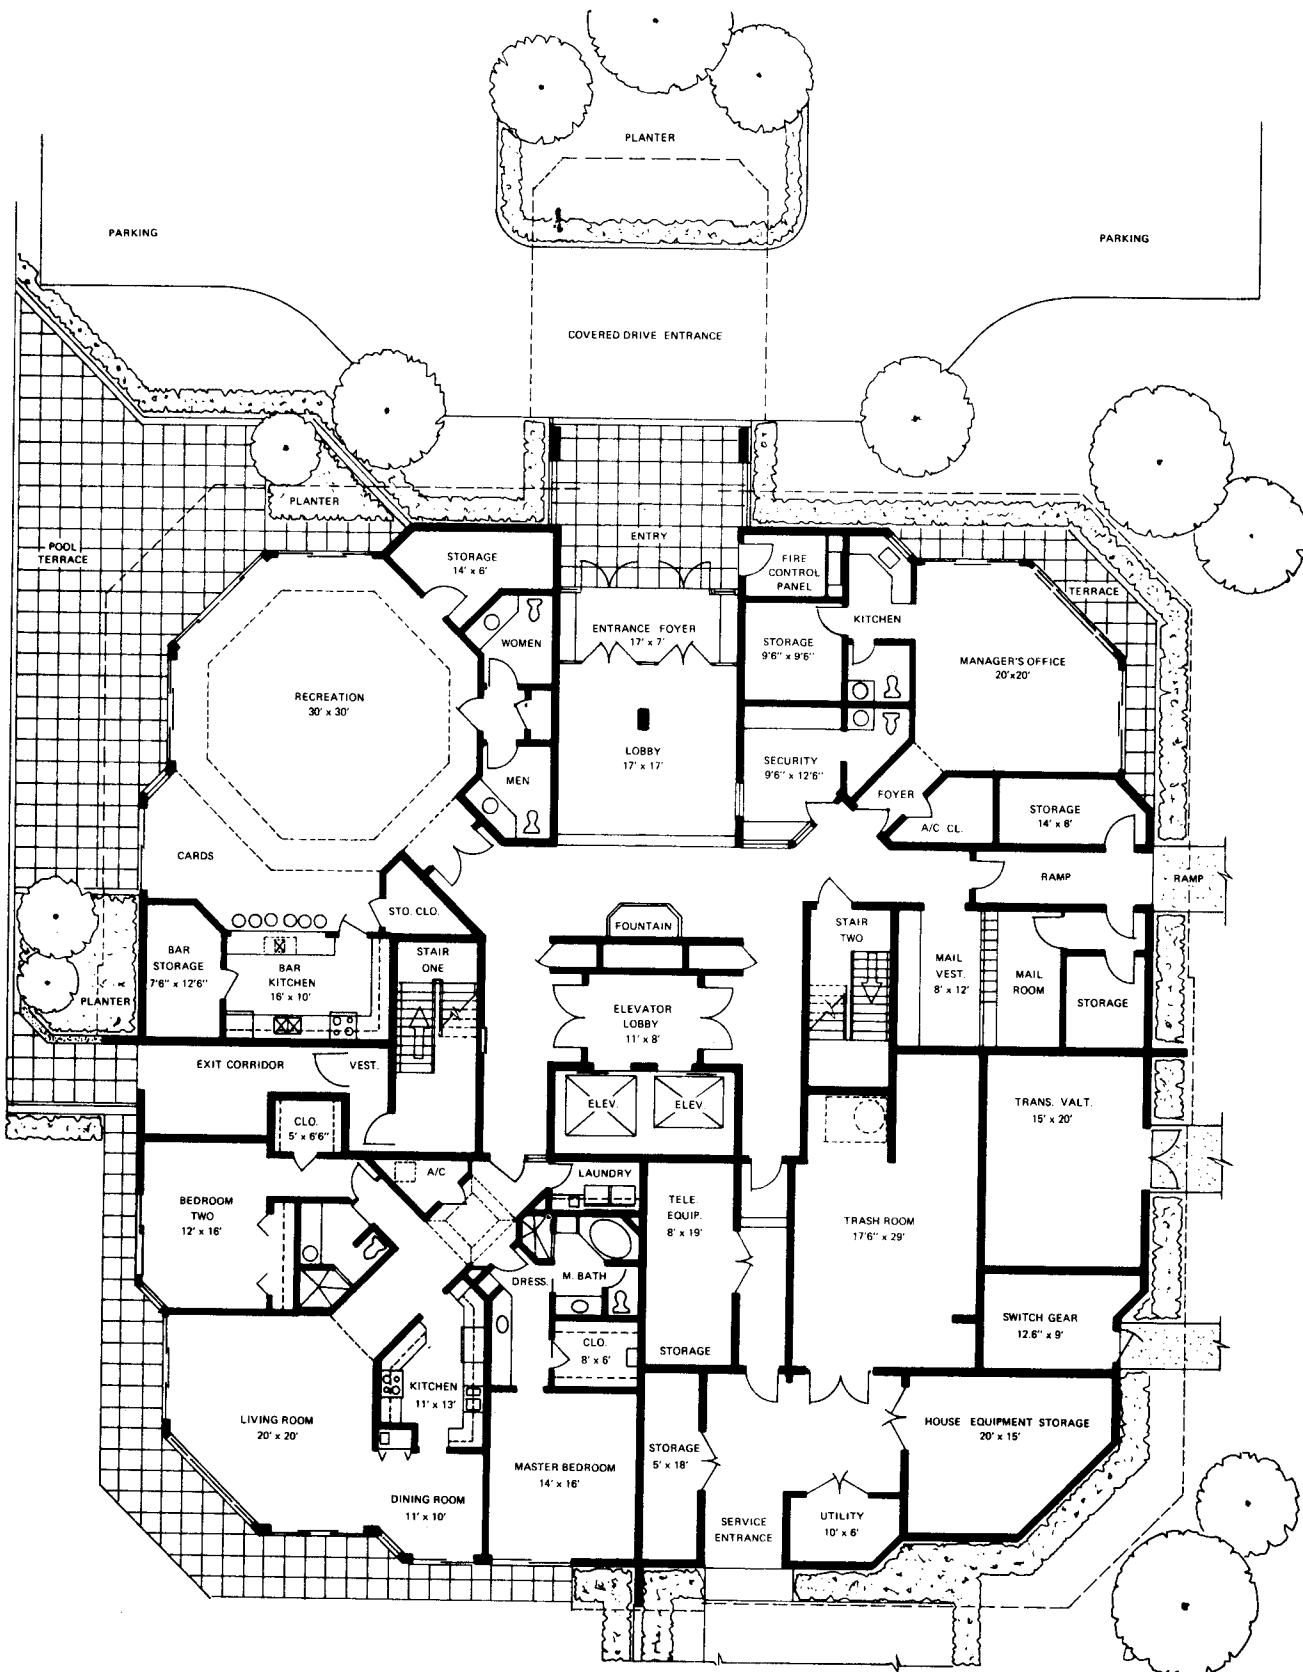 PLANTER
PARKING
PARKING
COVERED DRIVE ENTRANCE
PLANTER
POOL
TERRACE
STORAGE
14' x 6'
ENTRY
FIRE
CONTROL
PANEL
TERRACE
WOMEN
ENTRANCE FOYER
17' x 7'
STORAGE
9'6" x 9'6"
KITCHEN
MANAGER'S OFFICE
20'x20'
RECREATION
30' x 30'
LOBBY
17' x 17'
SECURITY
9'6" x 12'6"
MEN
FOYER
A/C CL.
STORAGE
14' x 6'
CARDS
RAMP
RAMP
STO. CLO.
FOUNTAIN
STAIR
TWO
BAR
STORAGE
7'6" x 12'6"
BAR
KITCHEN
16' x 10'
STAIR
ONE
MAIL
VEST.
8' x 12'
MAIL
ROOM
STORAGE
PLANTER
ELEVATOR
LOBBY
11' x 8'
EXIT CORRIDOR
VEST.
ELEV.
ELEV.
TRANS. VALT.
15' x 20'
CLO.
5' x 6'6"
A/C
LAUNDRY
BEDROOM
TWO
12' x 16'
TELE.
EQUIP.
8' x 19'
TRASH ROOM
17'6" x 29'
DRESS.
M. BATH
SWITCH GEAR
12.6" x 9'
CLO.
8' x 6'
STORAGE
KITCHEN
11' x 13'
LIVING ROOM
20' x 20'
HOUSE EQUIPMENT STORAGE
20' x 15'
STORAGE
5' x 18'
MASTER BEDROOM
14' x 16'
DINING ROOM
11' x 10'
SERVICE
ENTRANCE
UTILITY
10' x 6'